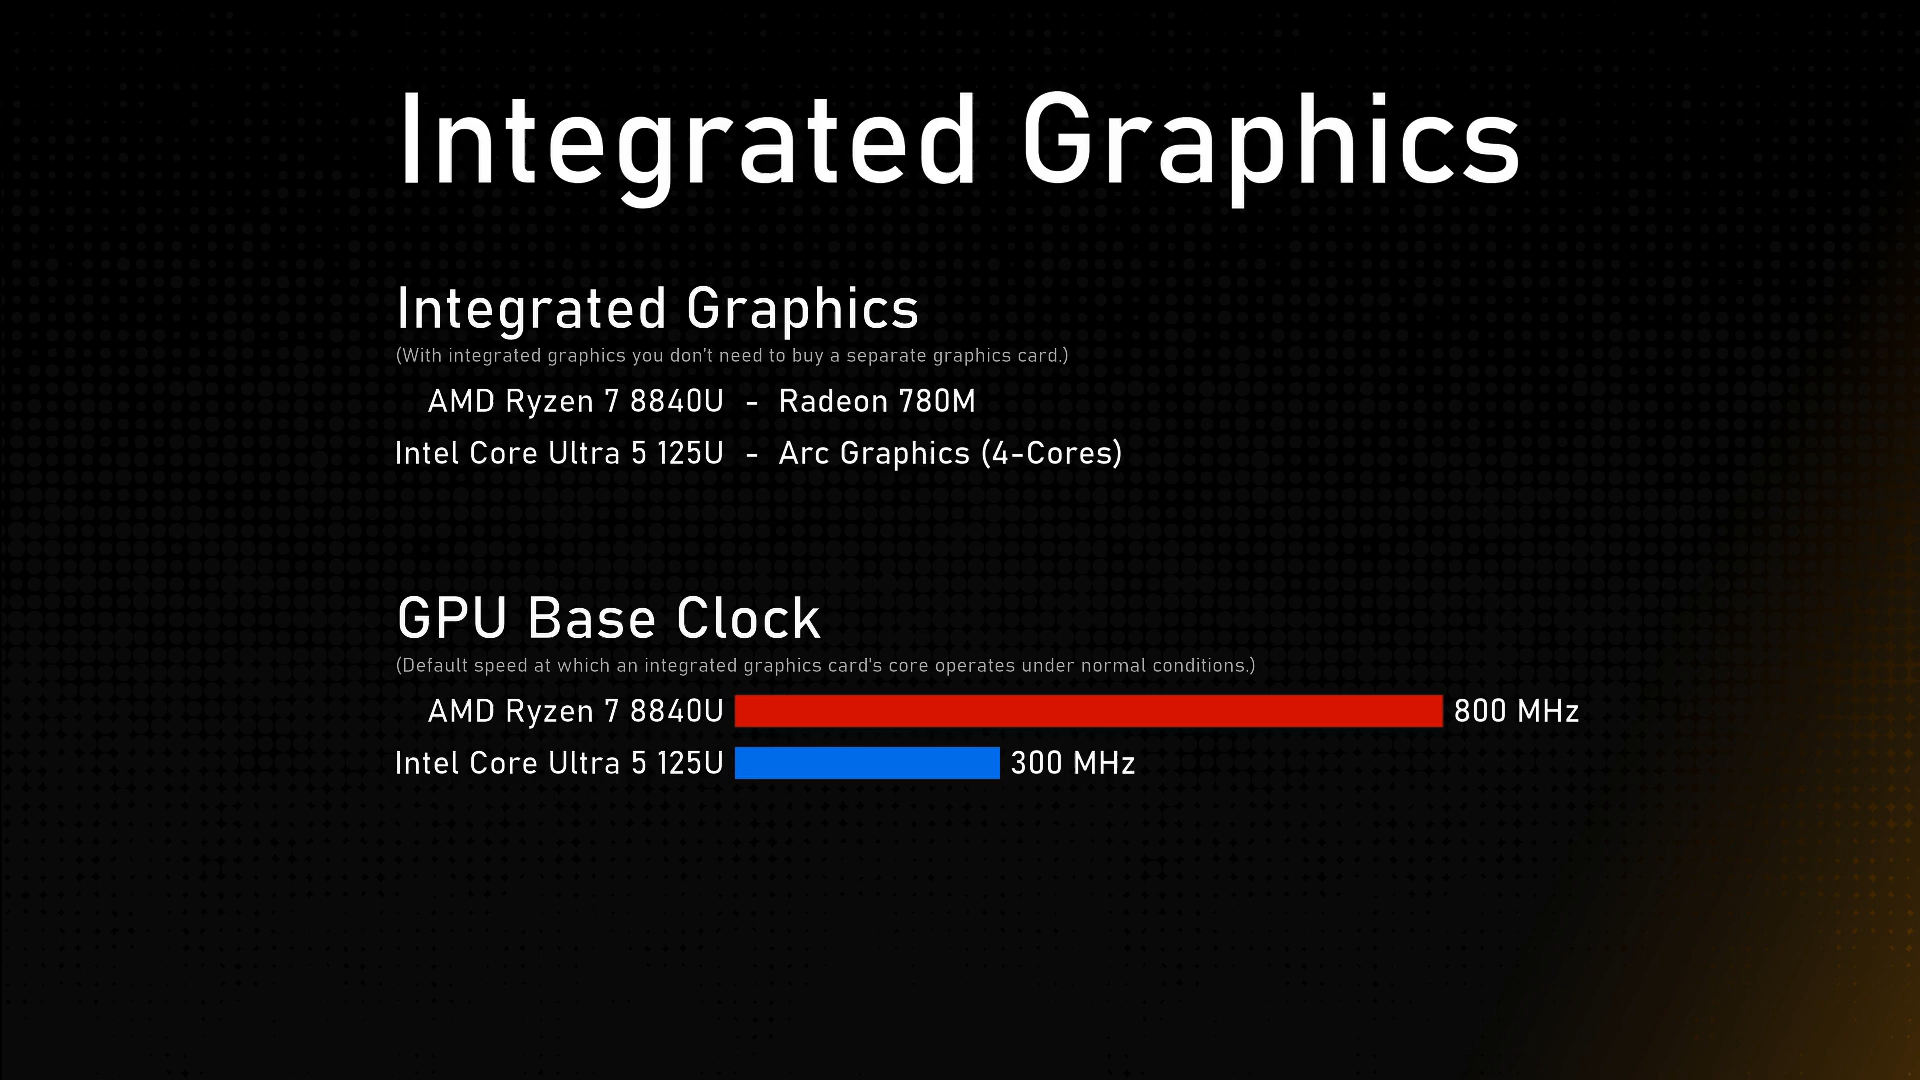 Integrated Graphics
Integrated Graphics
(With integrated graphics you don't need to buy a separate graphics card.)
AMD Ryzen 7 8840U - Radeon 780M
Intel Core Ultra 5 125U - Arc Graphics (4-Cores)
GPU Base Clock
(Default speed at which an integrated graphics card's core operates under normal conditions.)
AMD Ryzen 7 8840U 800 MHz
Intel Core Ultra 5 125U 300 MHz